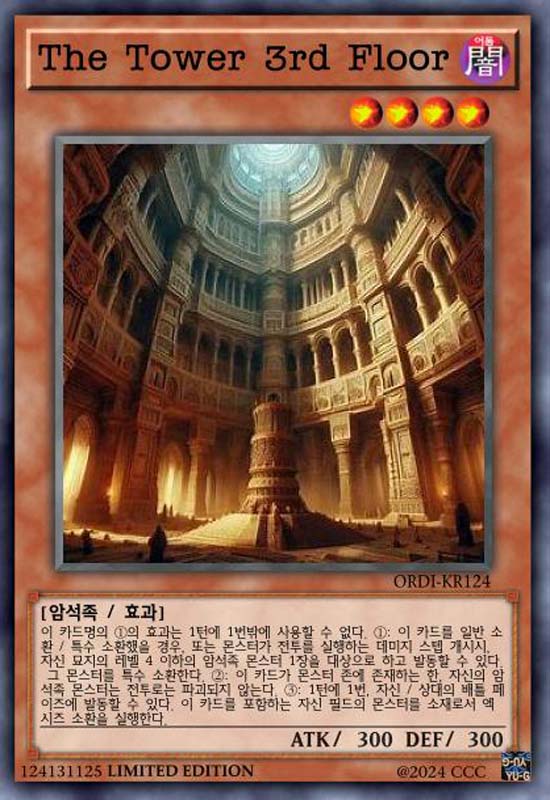 The Tower 3rd Floor
어둠
闇
ORDI-KR124
[암석족 / 효과]
이 카드명의 ①의 효과는 1턴에 1번밖에 사용할 수 없다. ①: 이 카드를 일반 소
환 / 특수 소환했을 경우, 또는 몬스터가 전투를 실행하는 데미지 스텝 개시시,
자신 묘지의 레벨 4 이하의 암석족 몬스터 1장을 대상으로 하고 발동할 수 있다.
그 몬스터를 특수 소환한다. ②: 이 카드가 몬스터 존에 존재하는 한, 자신의 암
석족 몬스터는 전투로는 파괴되지 않는다. ③: 1턴에 1번, 자신 / 상대의 배틀 페
이즈에 발동할 수 있다. 이 카드를 포함하는 자신 필드의 몬스터를 소재로서 엑
시즈 소환을 실행한다.
ATK/ 300 DEF/ 300
124131125 LIMITED EDITION
@2024 CCC
YU-G
YU-G